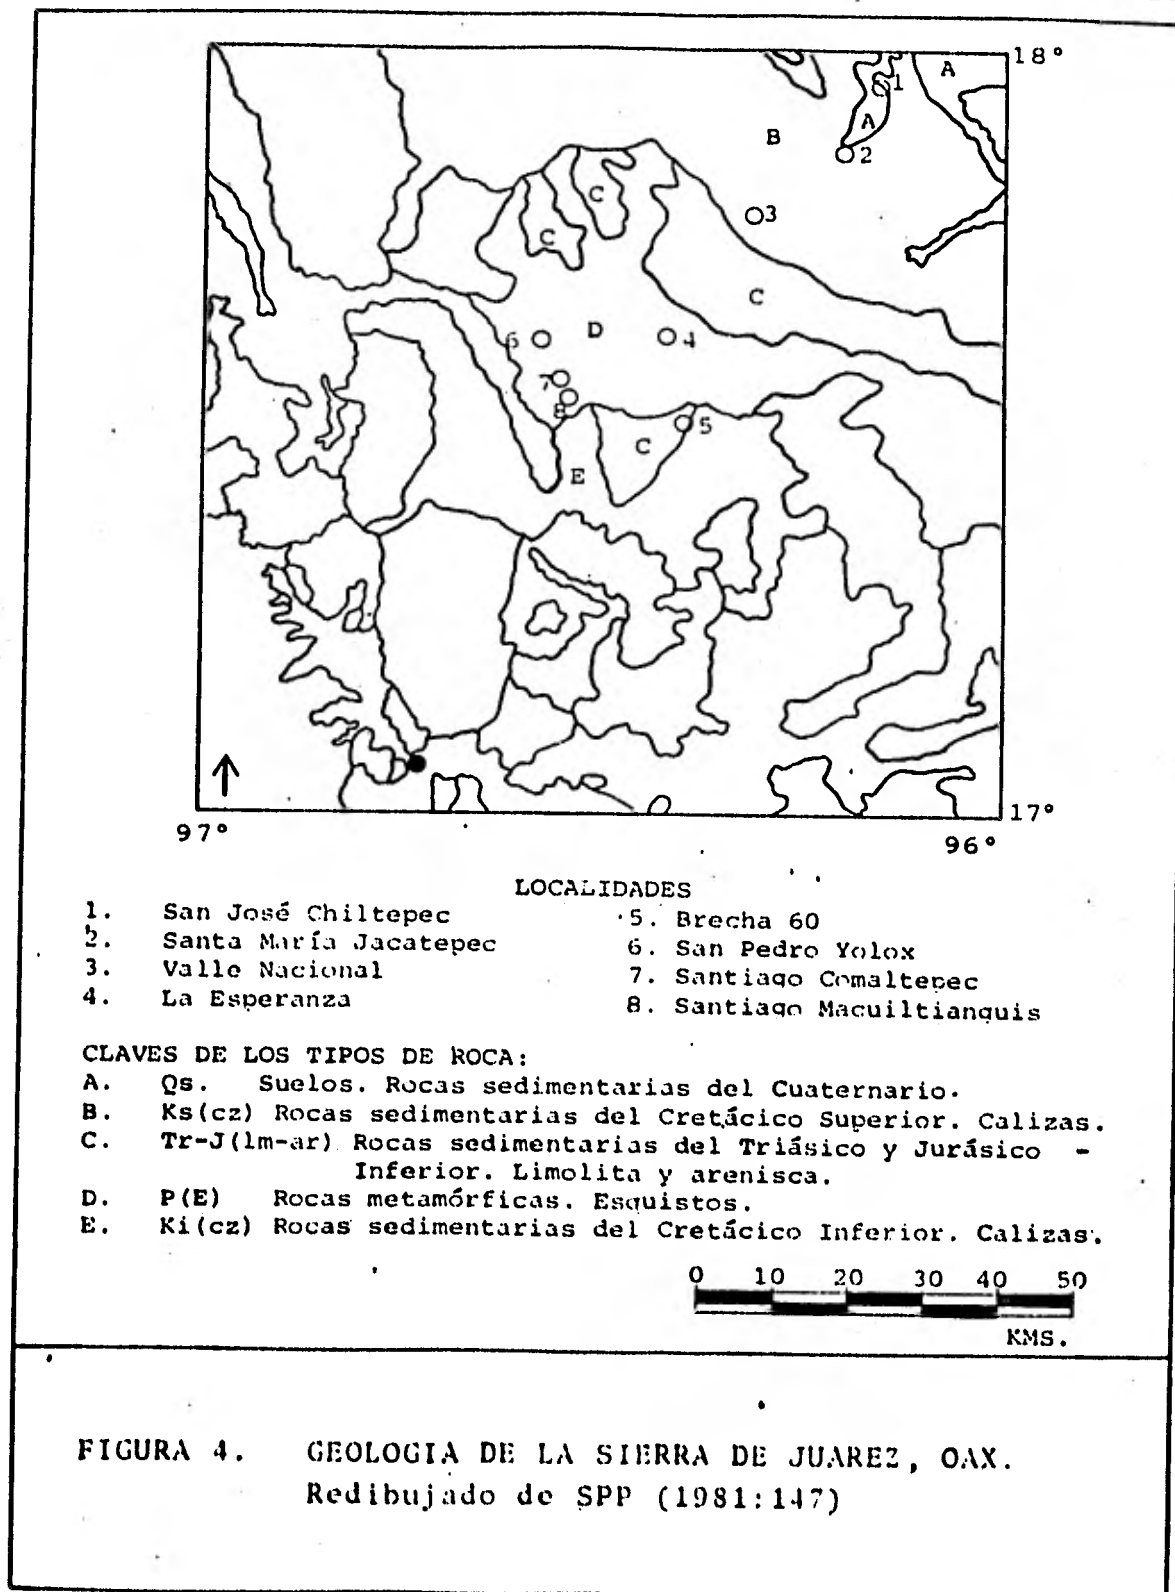 18°
A
1
A
B
2
3
C
C
C
6
D
4
7
8
5
C
E
17°
97°
96°
LOCALIDADES
1. San José Chiltepec
2. Santa María Jacatepec
3. Valle Nacional
4. La Esperanza
5. Brecha 60
6. San Pedro Yolox
7. Santiago Comaltepec
8. Santiago Macuiltianguis
CLAVES DE LOS TIPOS DE ROCA:
A. Qs. Suelos. Rocas sedimentarias del Cuaternario.
B. Ks(cz) Rocas sedimentarias del Cretácico Superior. Calizas.
C. Tr-J(lm-ar) Rocas sedimentarias del Triásico y Jurásico -
Inferior. Limolita y arenisca.
D. P(E) Rocas metamórficas. Esquistos.
E. Ki(cz) Rocas sedimentarias del Cretácico Inferior. Calizas.
0 10 20 30 40 50
KMS.
FIGURA 4. GEOLOGIA DE LA SIERRA DE JUAREZ, OAX.
Redibujado de SPP (1981:147)